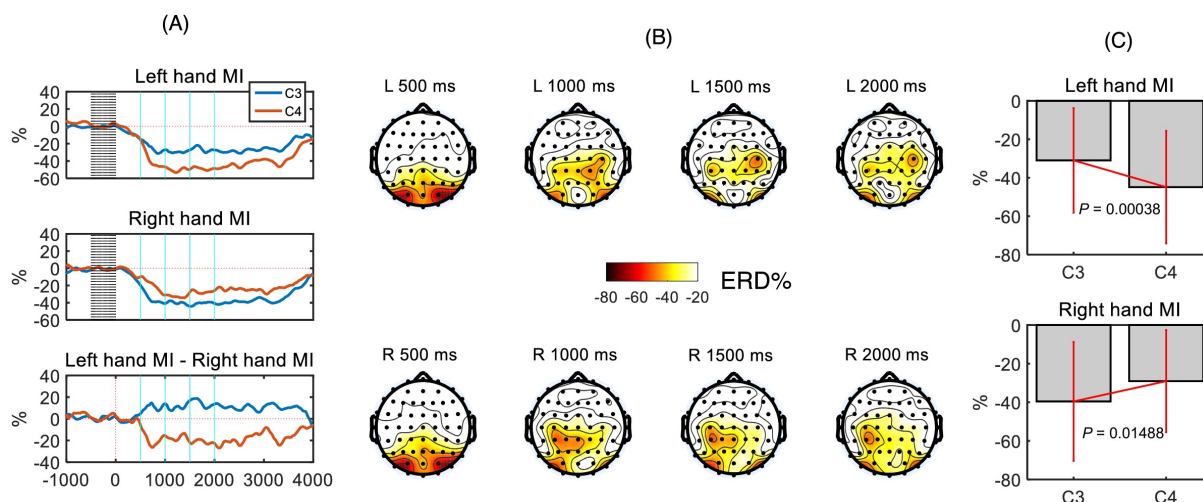 (A)
Left hand MI
40
20
0
-20
-40
-60
%
C3
C4
Right hand MI
40
20
0
-20
-40
-60
%
Left hand MI - Right hand MI
40
20
0
-20
-40
%
-1000 0 1000 2000 3000 4000
(B)
L 500 ms L 1000 ms L 1500 ms L 2000 ms
-80 -60 -40 -20
ERD%
R 500 ms R 1000 ms R 1500 ms R 2000 ms
(C)
Left hand MI
0
-20
-40
-60
-80
%
P = 0.00038
C3 C4
Right hand MI
0
-20
-40
-60
-80
%
P = 0.01488
C3 C4